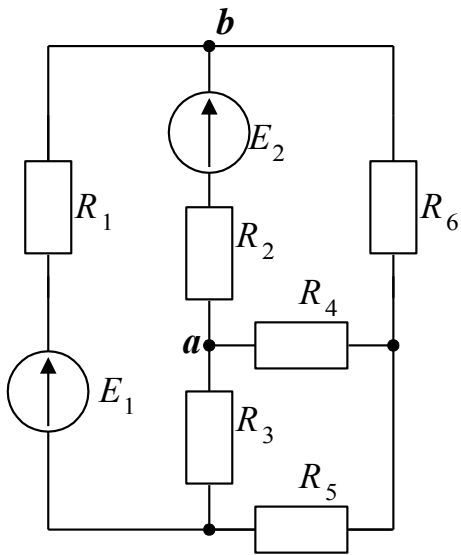 b
E₂
R₁
R₂
R₆
R₄
a
E₁
R₃
R₅